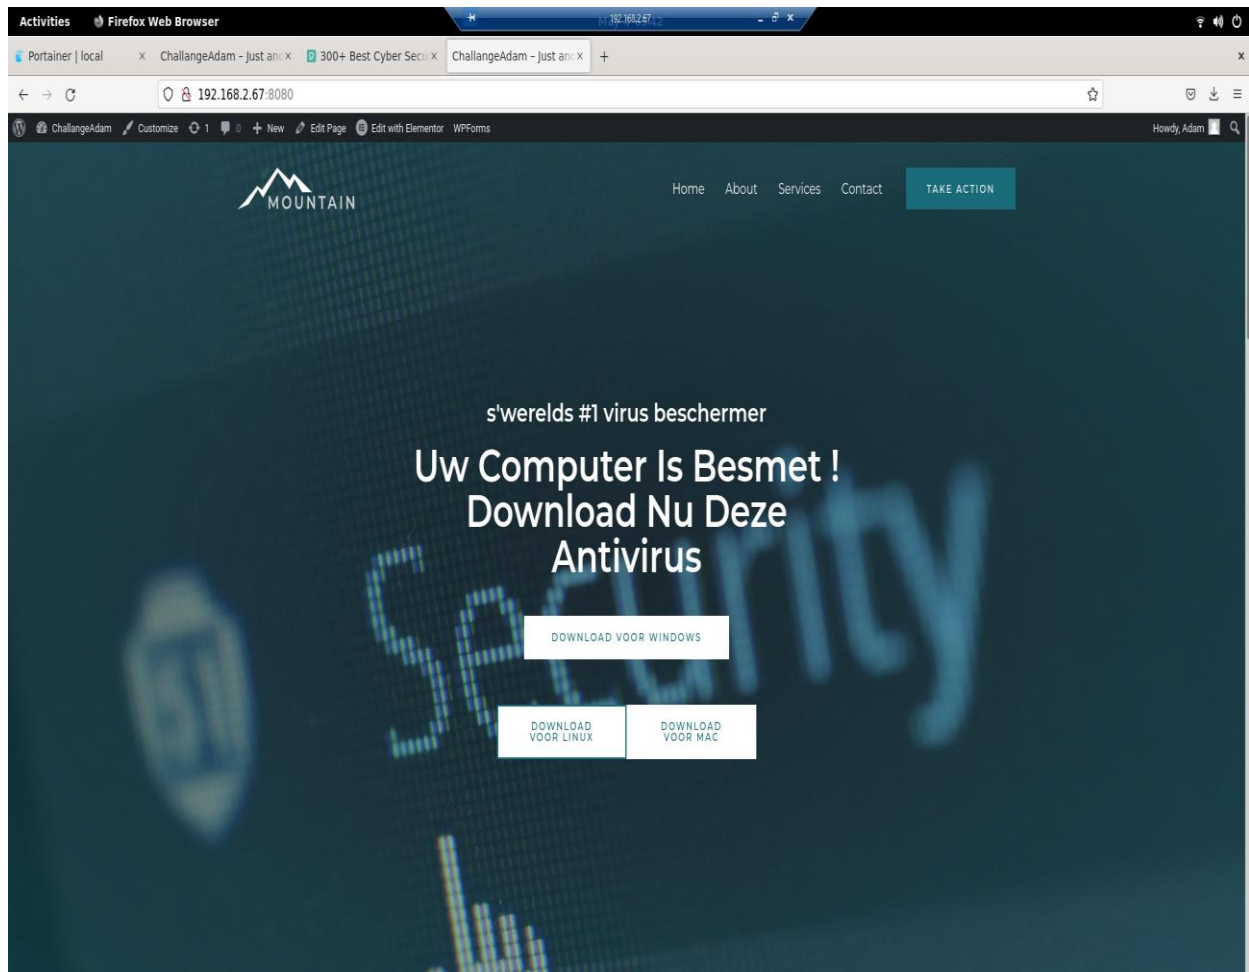 Activities Firefox Web Browser 192.168.2.67
Portainer | local ChallangeAdam – Just an 300+ Best Cyber Secu ChallangeAdam – Just an
192.168.2.67:8080
ChallangeAdam Customize 1 0 + New Edit Page Edit with Elementor WPForms Howdy, Adam
MOUNTAIN
Home About Services Contact TAKE ACTION
s'werelds #1 virus beschermer
Uw Computer Is Besmet !
Download Nu Deze
Antivirus
Security
DOWNLOAD VOOR WINDOWS
DOWNLOAD
VOOR LINUX
DOWNLOAD
VOOR MAC